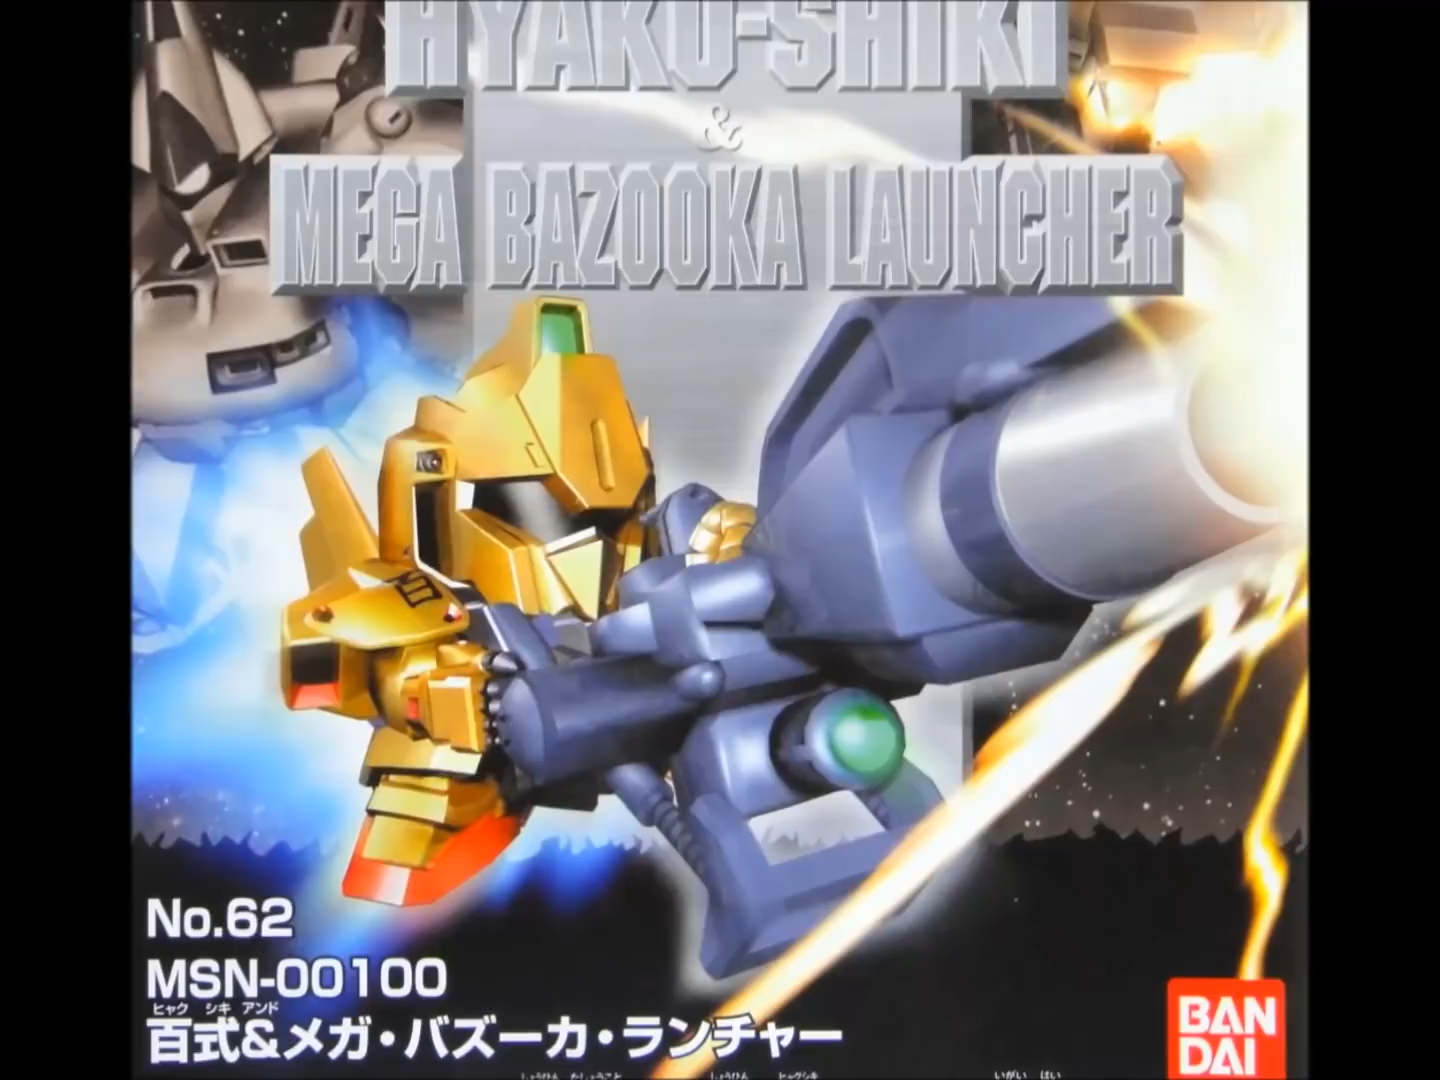 HYAKU-SHIKI
&
MEGA BAZOOKA LAUNCHER
No.62
MSN-00100
ヒャク シキ アンド
百式&メガ・バズーカ・ランチャー
BAN
DAI